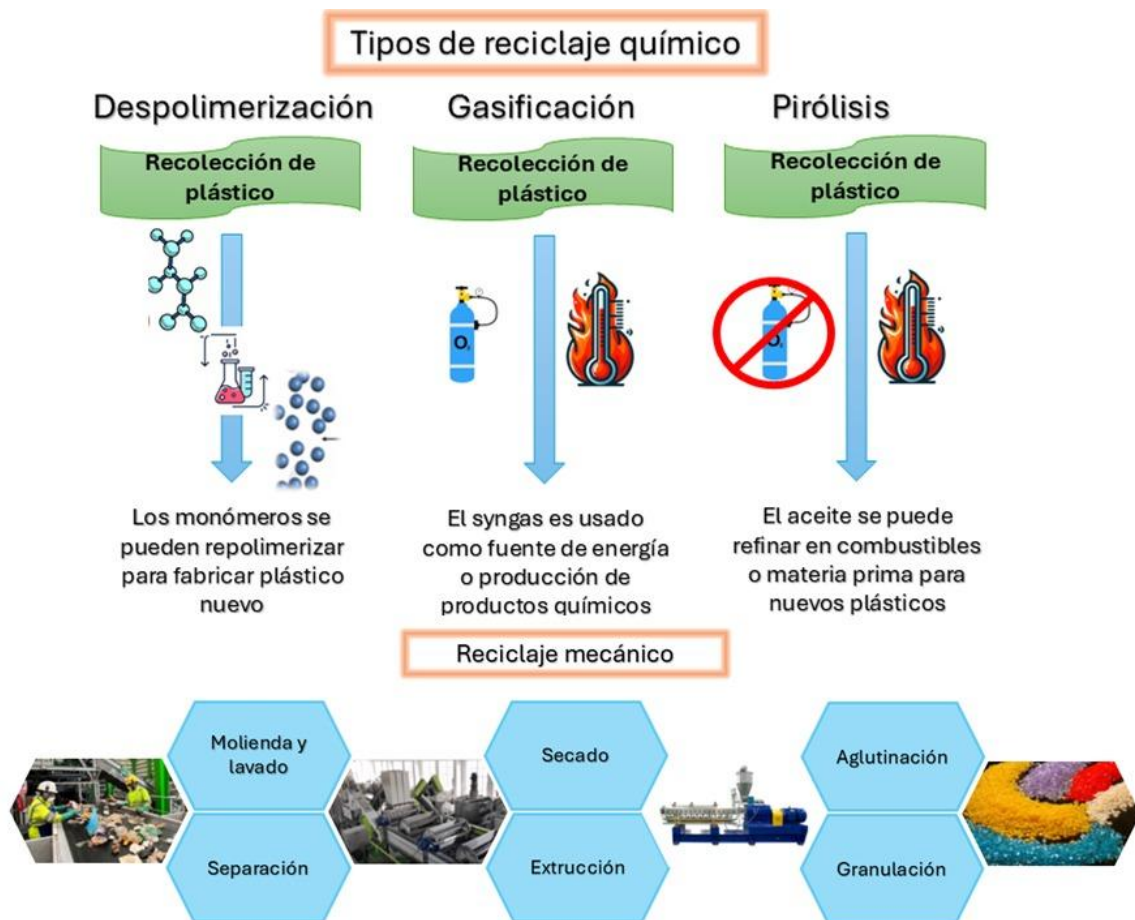 Tipos de reciclaje químico
Despolimerización
Gasificación
Pirólisis
Recolección de
plástico
Recolección de
plástico
Recolección de
plástico
O₂
O₂
Los monómeros se
pueden repolimerizar
para fabricar plástico
nuevo
El syngas es usado
como fuente de energía
o producción de
productos químicos
El aceite se puede
refinar en combustibles
o materia prima para
nuevos plásticos
Reciclaje mecánico
Molienda y
lavado
Secado
Aglutinación
Separación
Extrucción
Granulación